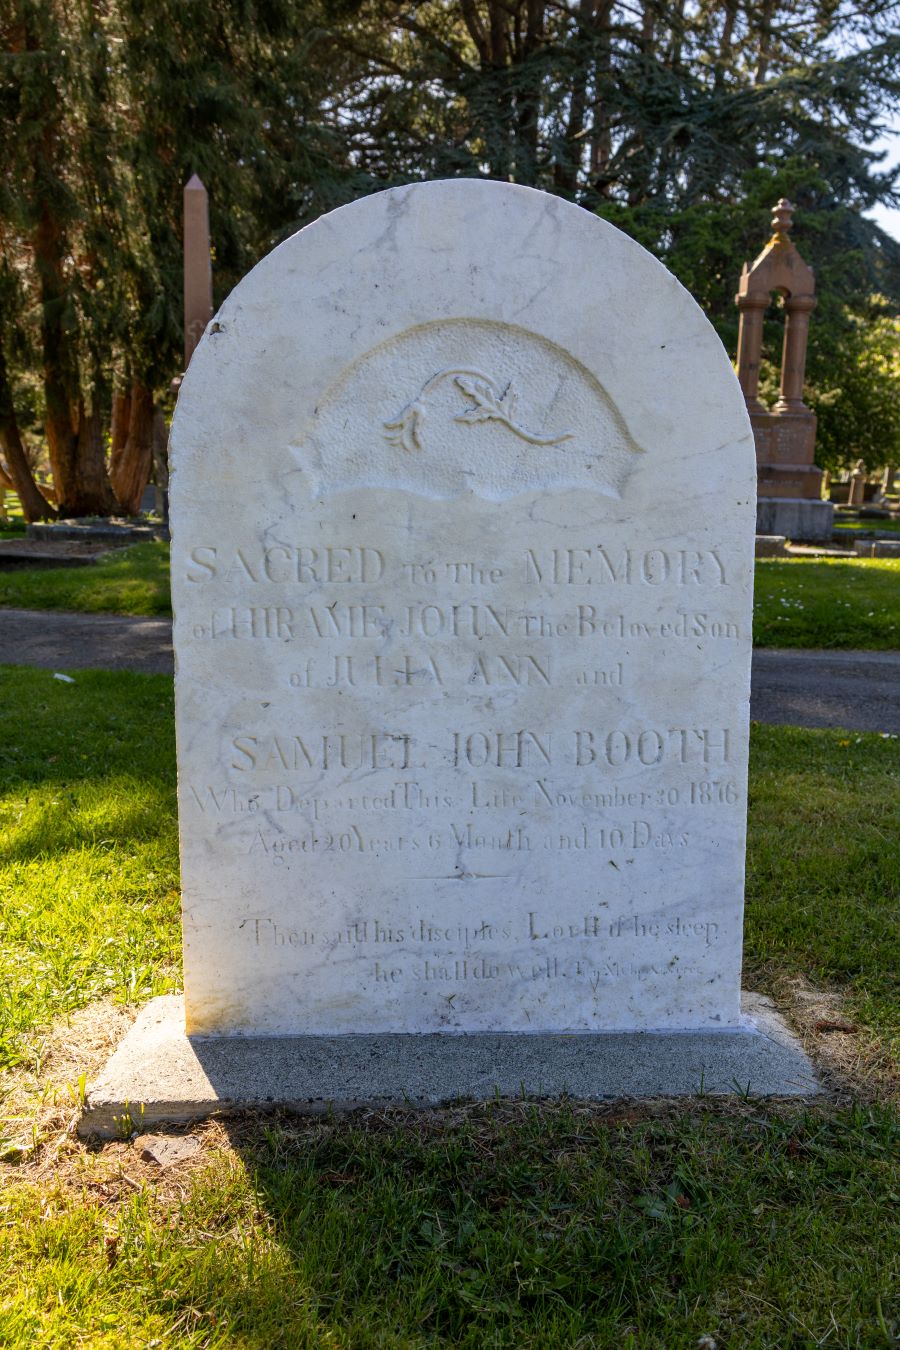 SACRED To The MEMORY
of HIRAME JOHN The Beloved Son
of JULIA ANN and
SAMUEL JOHN BOOTH
Who Departed This Life November 30. 1876
Aged 20 Years 6 Month and 10 Days
Then said his disciples, Lord if he sleep.
he shall do well.